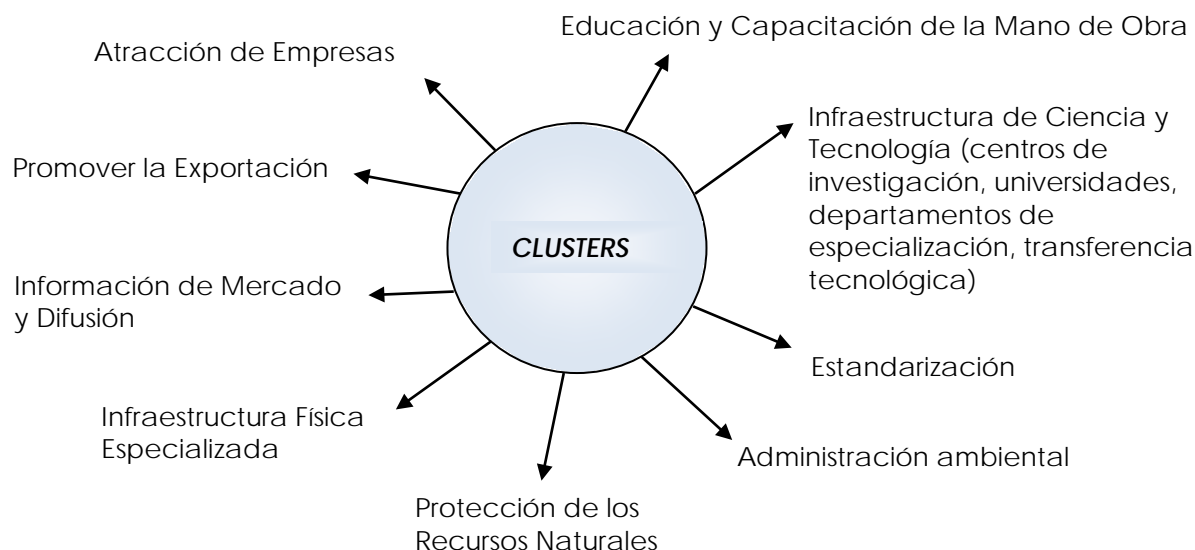 Educación y Capacitación de la Mano de Obra
Atracción de Empresas
Infraestructura de Ciencia y
Tecnología (centros de
investigación, universidades,
departamentos de
especialización, transferencia
tecnológica)
Promover la Exportación
CLUSTERS
Información de Mercado
y Difusión
Estandarización
Infraestructura Física
Especializada
Administración ambiental
Protección de los
Recursos Naturales